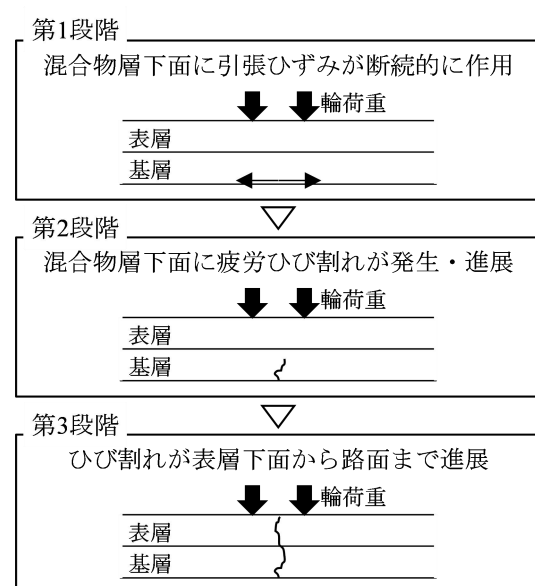 第1段階
混合物層下面に引張ひずみが断続的に作用
輪荷重
表層
基層
第2段階
混合物層下面に疲労ひび割れが発生・進展
輪荷重
表層
基層
第3段階
ひび割れが表層下面から路面まで進展
輪荷重
表層
基層